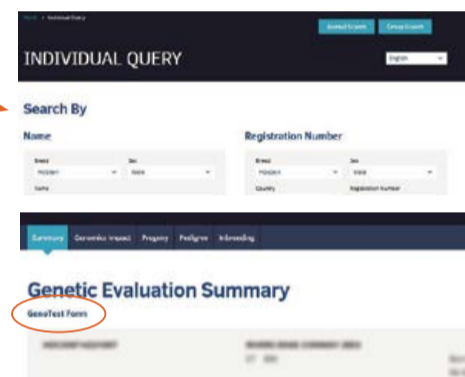 Home > Individual Query
Animal Search Group Search
INDIVIDUAL QUERY
English
Search By
Name Registration Number
Breed Sex Breed Sex
Holstein Male Holstein Male
Name Country Registration Number
Summary Genomics Impact Progeny Pedigree Inbreeding
Genetic Evaluation Summary
GenoTest Form